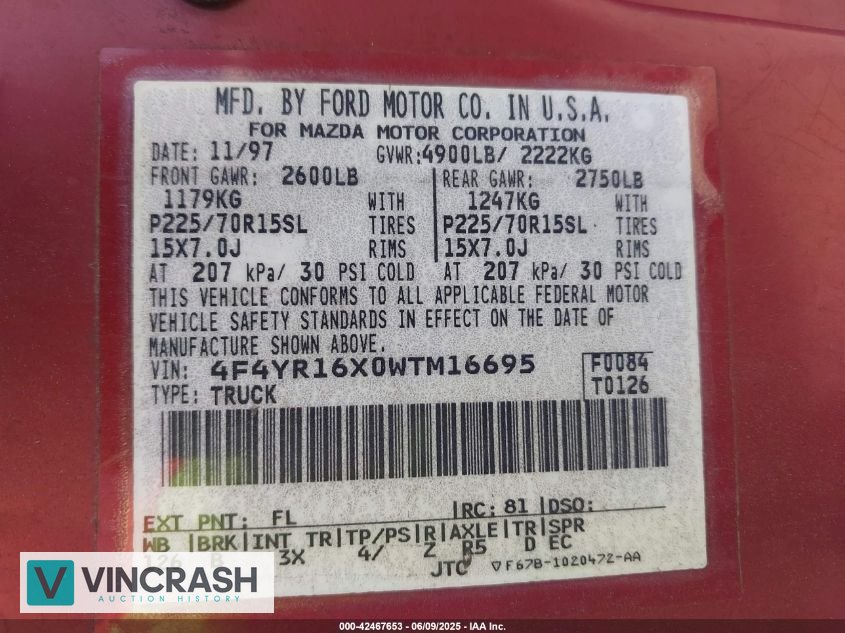 MFD. BY FORD MOTOR CO. IN U.S.A.
FOR MAZDA MOTOR CORPORATION
DATE: 11/97 GVWR:4900LB/ 2222KG
FRONT GAWR: 2600LB REAR GAWR: 2750LB
1179KG WITH 1247KG WITH
P225/70R15SL TIRES P225/70R15SL TIRES
15X7.0J RIMS 15X7.0J RIMS
AT 207 kPa/ 30 PSI COLD AT 207 kPa/ 30 PSI COLD
THIS VEHICLE CONFORMS TO ALL APPLICABLE FEDERAL MOTOR
VEHICLE SAFETY STANDARDS IN EFFECT ON THE DATE OF
MANUFACTURE SHOWN ABOVE.
VIN: 4F4YR16X0WTM16695 F0084
TYPE: TRUCK T0126
EXT PNT: FL RC: 81 DSO:
WB BRK INT TR TP/PS R AXLE TR SPR
126 B 3X 4/ Z R5 D EC
JTC ▽F67B-1020472-AA
VINCRASH
AUCTION HISTORY
000-42467653 | 06/09/2025 - IAA Inc.